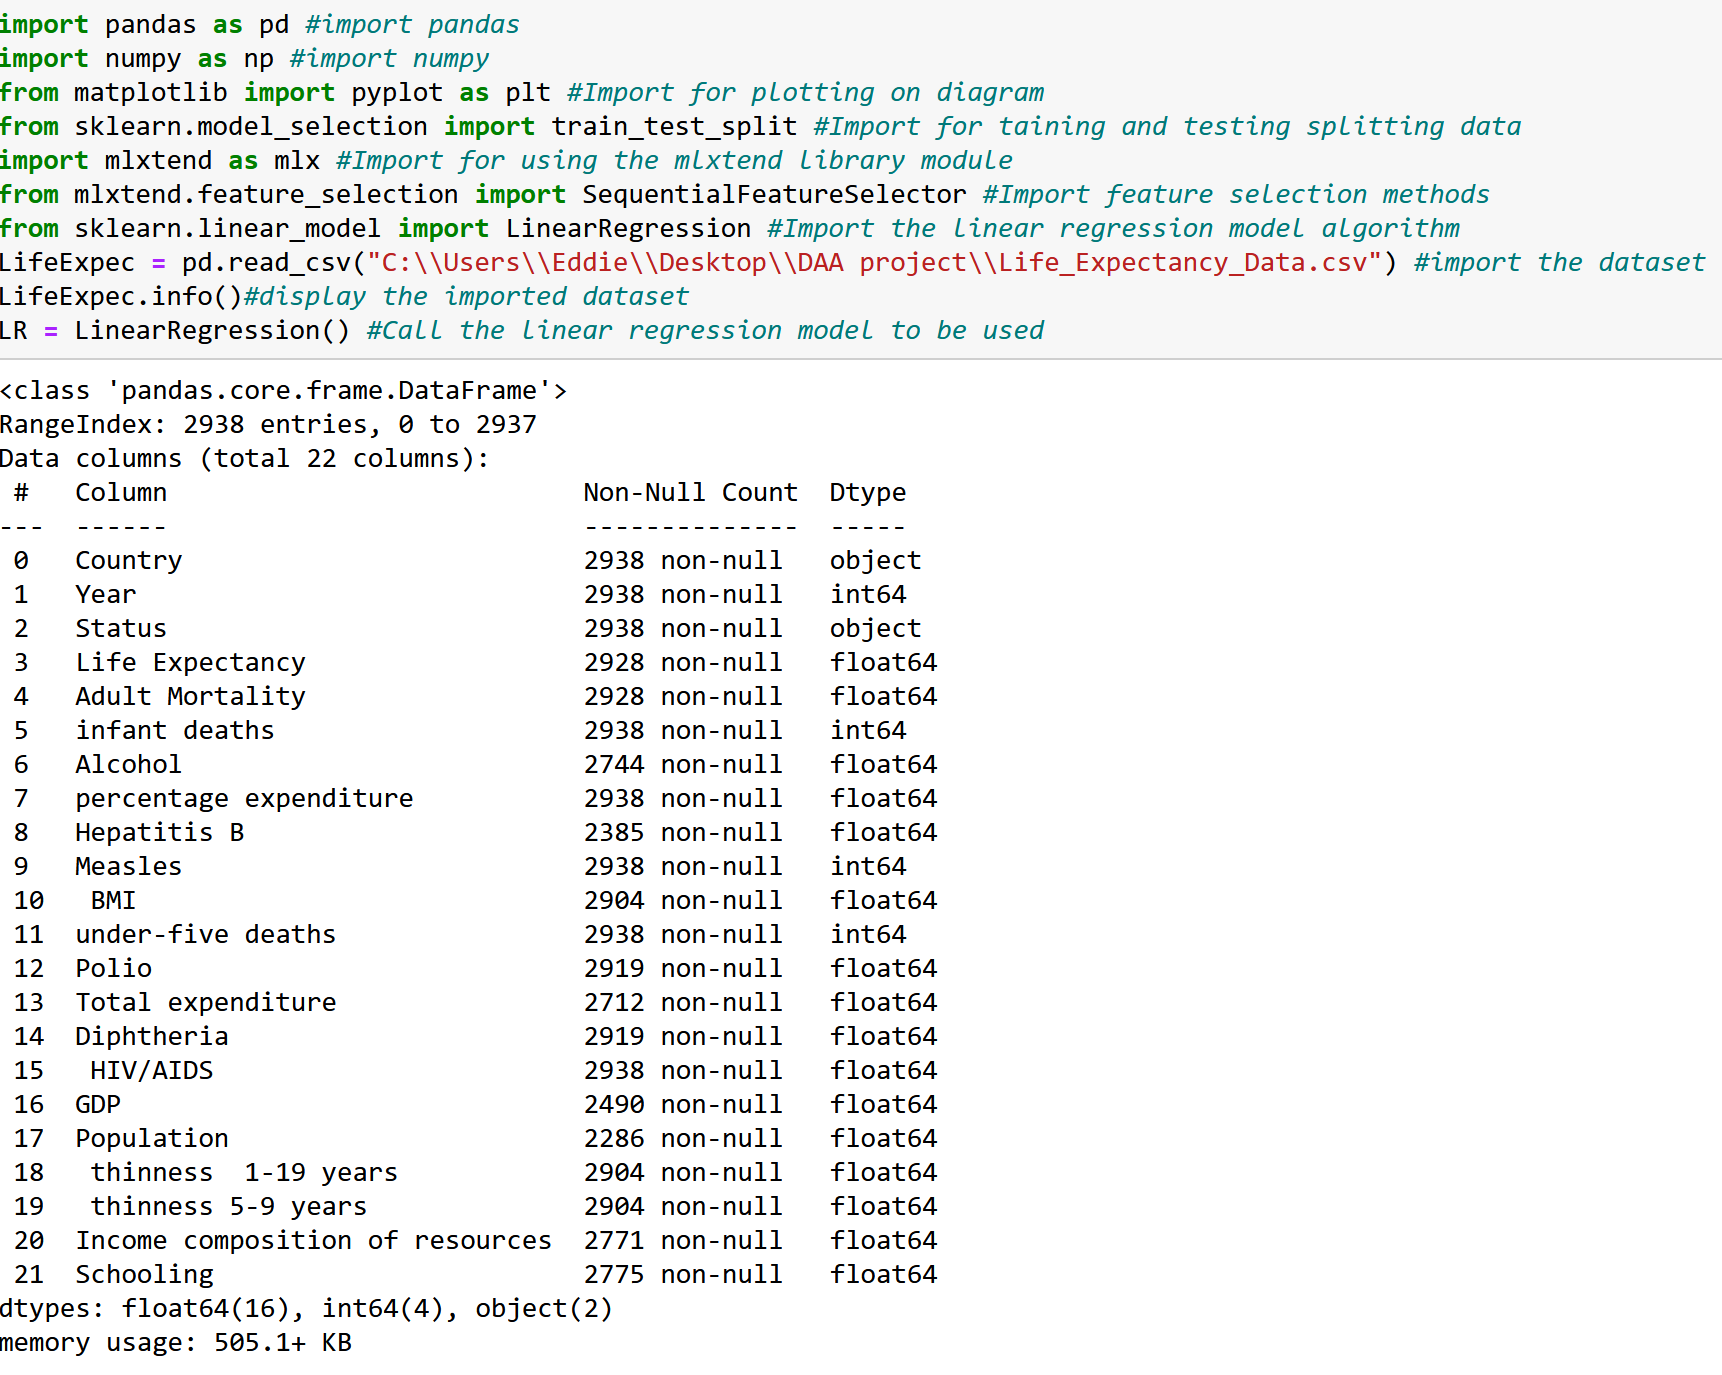 import pandas as pd #import pandas
import numpy as np #import numpy
from matplotlib import pyplot as plt #Import for plotting on diagram
from sklearn.model_selection import train_test_split #Import for taining and testing splitting data
import mlxtend as mlx #Import for using the mlxtend library module
from mlxtend.feature_selection import SequentialFeatureSelector #Import feature selection methods
from sklearn.linear_model import LinearRegression #Import the linear regression model algorithm
LifeExpec = pd.read_csv("C:\\Users\\Eddie\\Desktop\\DAA project\\Life_Expectancy_Data.csv") #import the dataset
LifeExpec.info()#display the imported dataset
LR = LinearRegression() #Call the linear regression model to be used
<class 'pandas.core.frame.DataFrame'>
RangeIndex: 2938 entries, 0 to 2937
Data columns (total 22 columns):
 #   Column                           Non-Null Count  Dtype
---  ------                           --------------  -----
 0   Country                          2938 non-null   object
 1   Year                             2938 non-null   int64
 2   Status                           2938 non-null   object
 3   Life Expectancy                  2928 non-null   float64
 4   Adult Mortality                  2928 non-null   float64
 5   infant deaths                    2938 non-null   int64
 6   Alcohol                          2744 non-null   float64
 7   percentage expenditure           2938 non-null   float64
 8   Hepatitis B                      2385 non-null   float64
 9   Measles                          2938 non-null   int64
 10   BMI                             2904 non-null   float64
 11  under-five deaths                2938 non-null   int64
 12  Polio                            2919 non-null   float64
 13  Total expenditure                2712 non-null   float64
 14  Diphtheria                       2919 non-null   float64
 15   HIV/AIDS                        2938 non-null   float64
 16  GDP                              2490 non-null   float64
 17  Population                       2286 non-null   float64
 18   thinness  1-19 years            2904 non-null   float64
 19   thinness 5-9 years              2904 non-null   float64
 20  Income composition of resources  2771 non-null   float64
 21  Schooling                        2775 non-null   float64
dtypes: float64(16), int64(4), object(2)
memory usage: 505.1+ KB